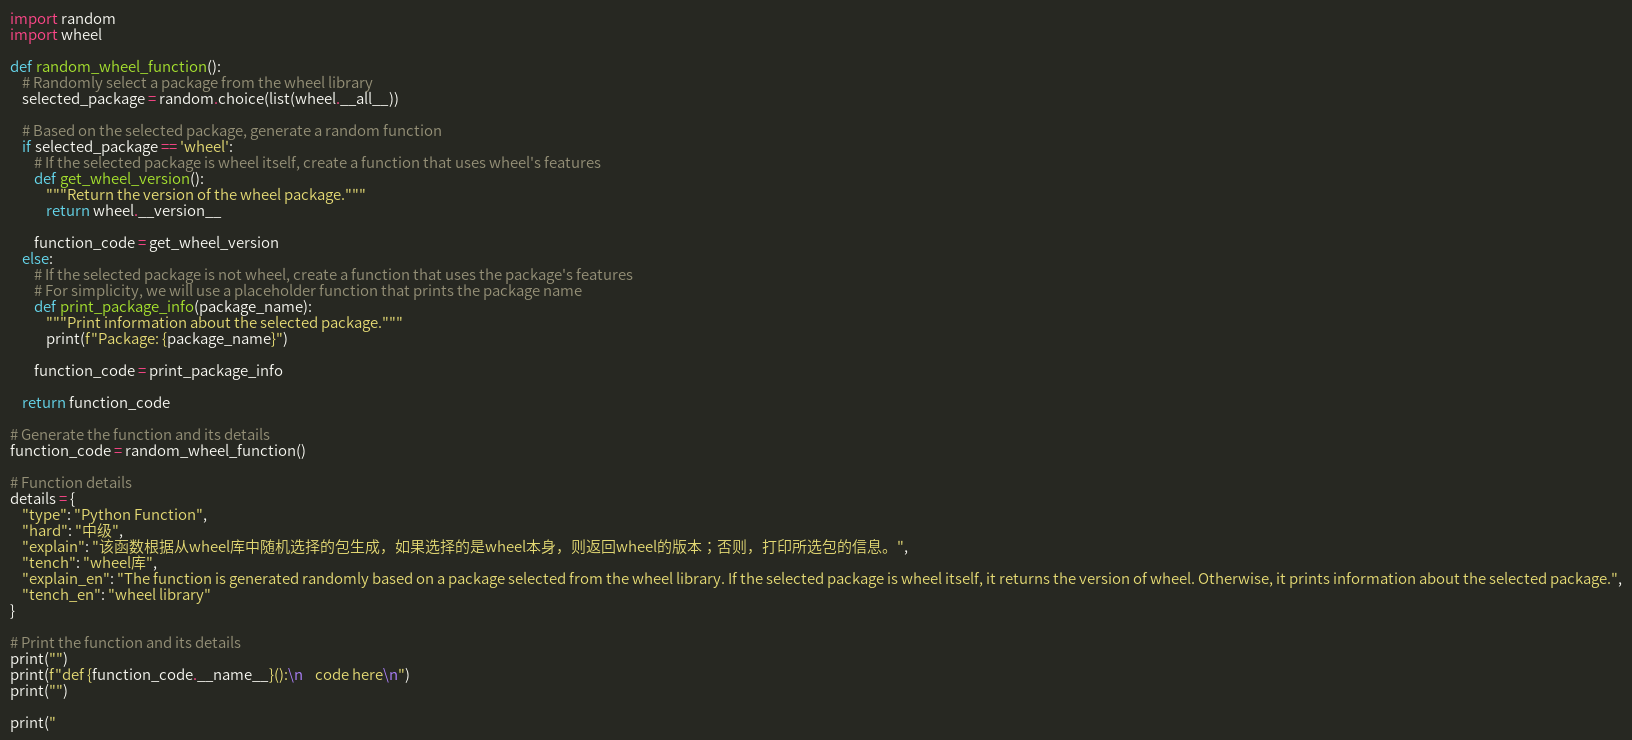 import random
import wheel

def random_wheel_function():
    # Randomly select a package from the wheel library
    selected_package = random.choice(list(wheel.__all__))

    # Based on the selected package, generate a random function
    if selected_package == 'wheel':
        # If the selected package is wheel itself, create a function that uses wheel's features
        def get_wheel_version():
            """Return the version of the wheel package."""
            return wheel.__version__

        function_code = get_wheel_version
    else:
        # If the selected package is not wheel, create a function that uses the package's features
        # For simplicity, we will use a placeholder function that prints the package name
        def print_package_info(package_name):
            """Print information about the selected package."""
            print(f"Package: {package_name}")

        function_code = print_package_info

    return function_code

# Generate the function and its details
function_code = random_wheel_function()

# Function details
details = {
    "type": "Python Function",
    "hard": "中级",
    "explain": "该函数根据从wheel库中随机选择的包生成，如果选择的是wheel本身，则返回wheel的版本；否则，打印所选包的信息。",
    "tench": "wheel库",
    "explain_en": "The function is generated randomly based on a package selected from the wheel library. If the selected package is wheel itself, it returns the version of wheel. Otherwise, it prints information about the selected package.",
    "tench_en": "wheel library"
}

# Print the function and its details
print("")
print(f"def {function_code.__name__}():\n    code here\n")
print("")

print("